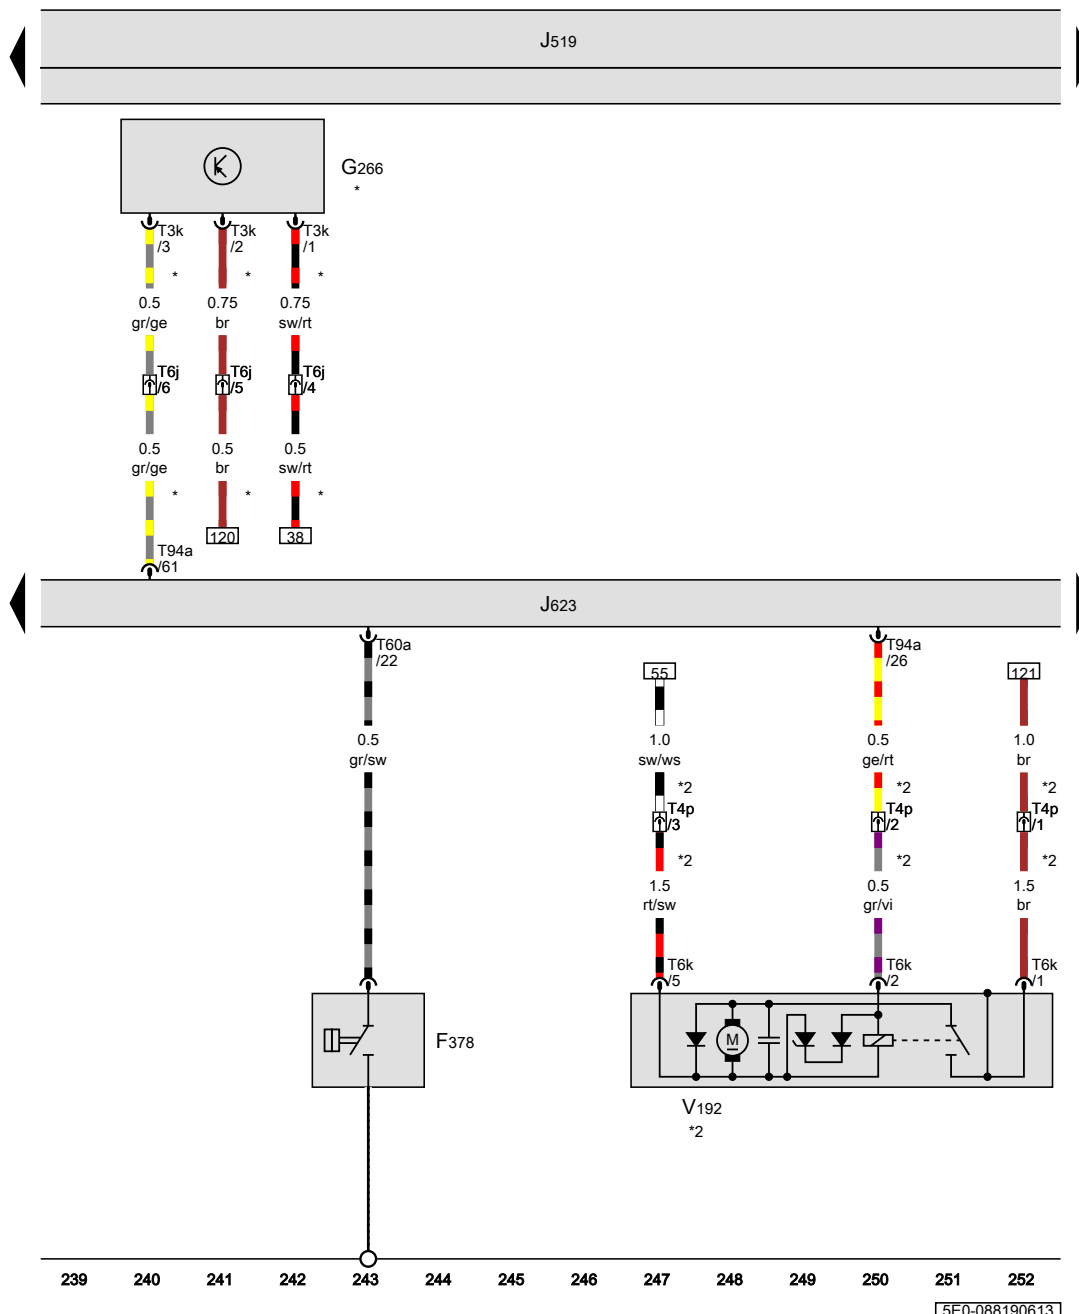 J519
G266
*
T3k
/3
T3k
/2
T3k
/1
* * *
0.5 0.75 0.75
gr/ge br sw/rt
T6j
/6
T6j
/5
T6j
/4
0.5 0.5 0.5
gr/ge br sw/rt
* * *
120 38
T94a
/61
J623
T60a
/22
T94a
/26
55 121
0.5 1.0 0.5 1.0
gr/sw sw/ws ge/rt br
*2 *2 *2
T4p
/3
T4p
/2
T4p
/1
*2 *2 *2
1.5 0.5 1.5
rt/sw gr/vi br
T6k
/5
T6k
/2
T6k
/1
F378
M
V192
*2
239 240 241 242 243 244 245 246 247 248 249 250 251 252
5E0-088190613